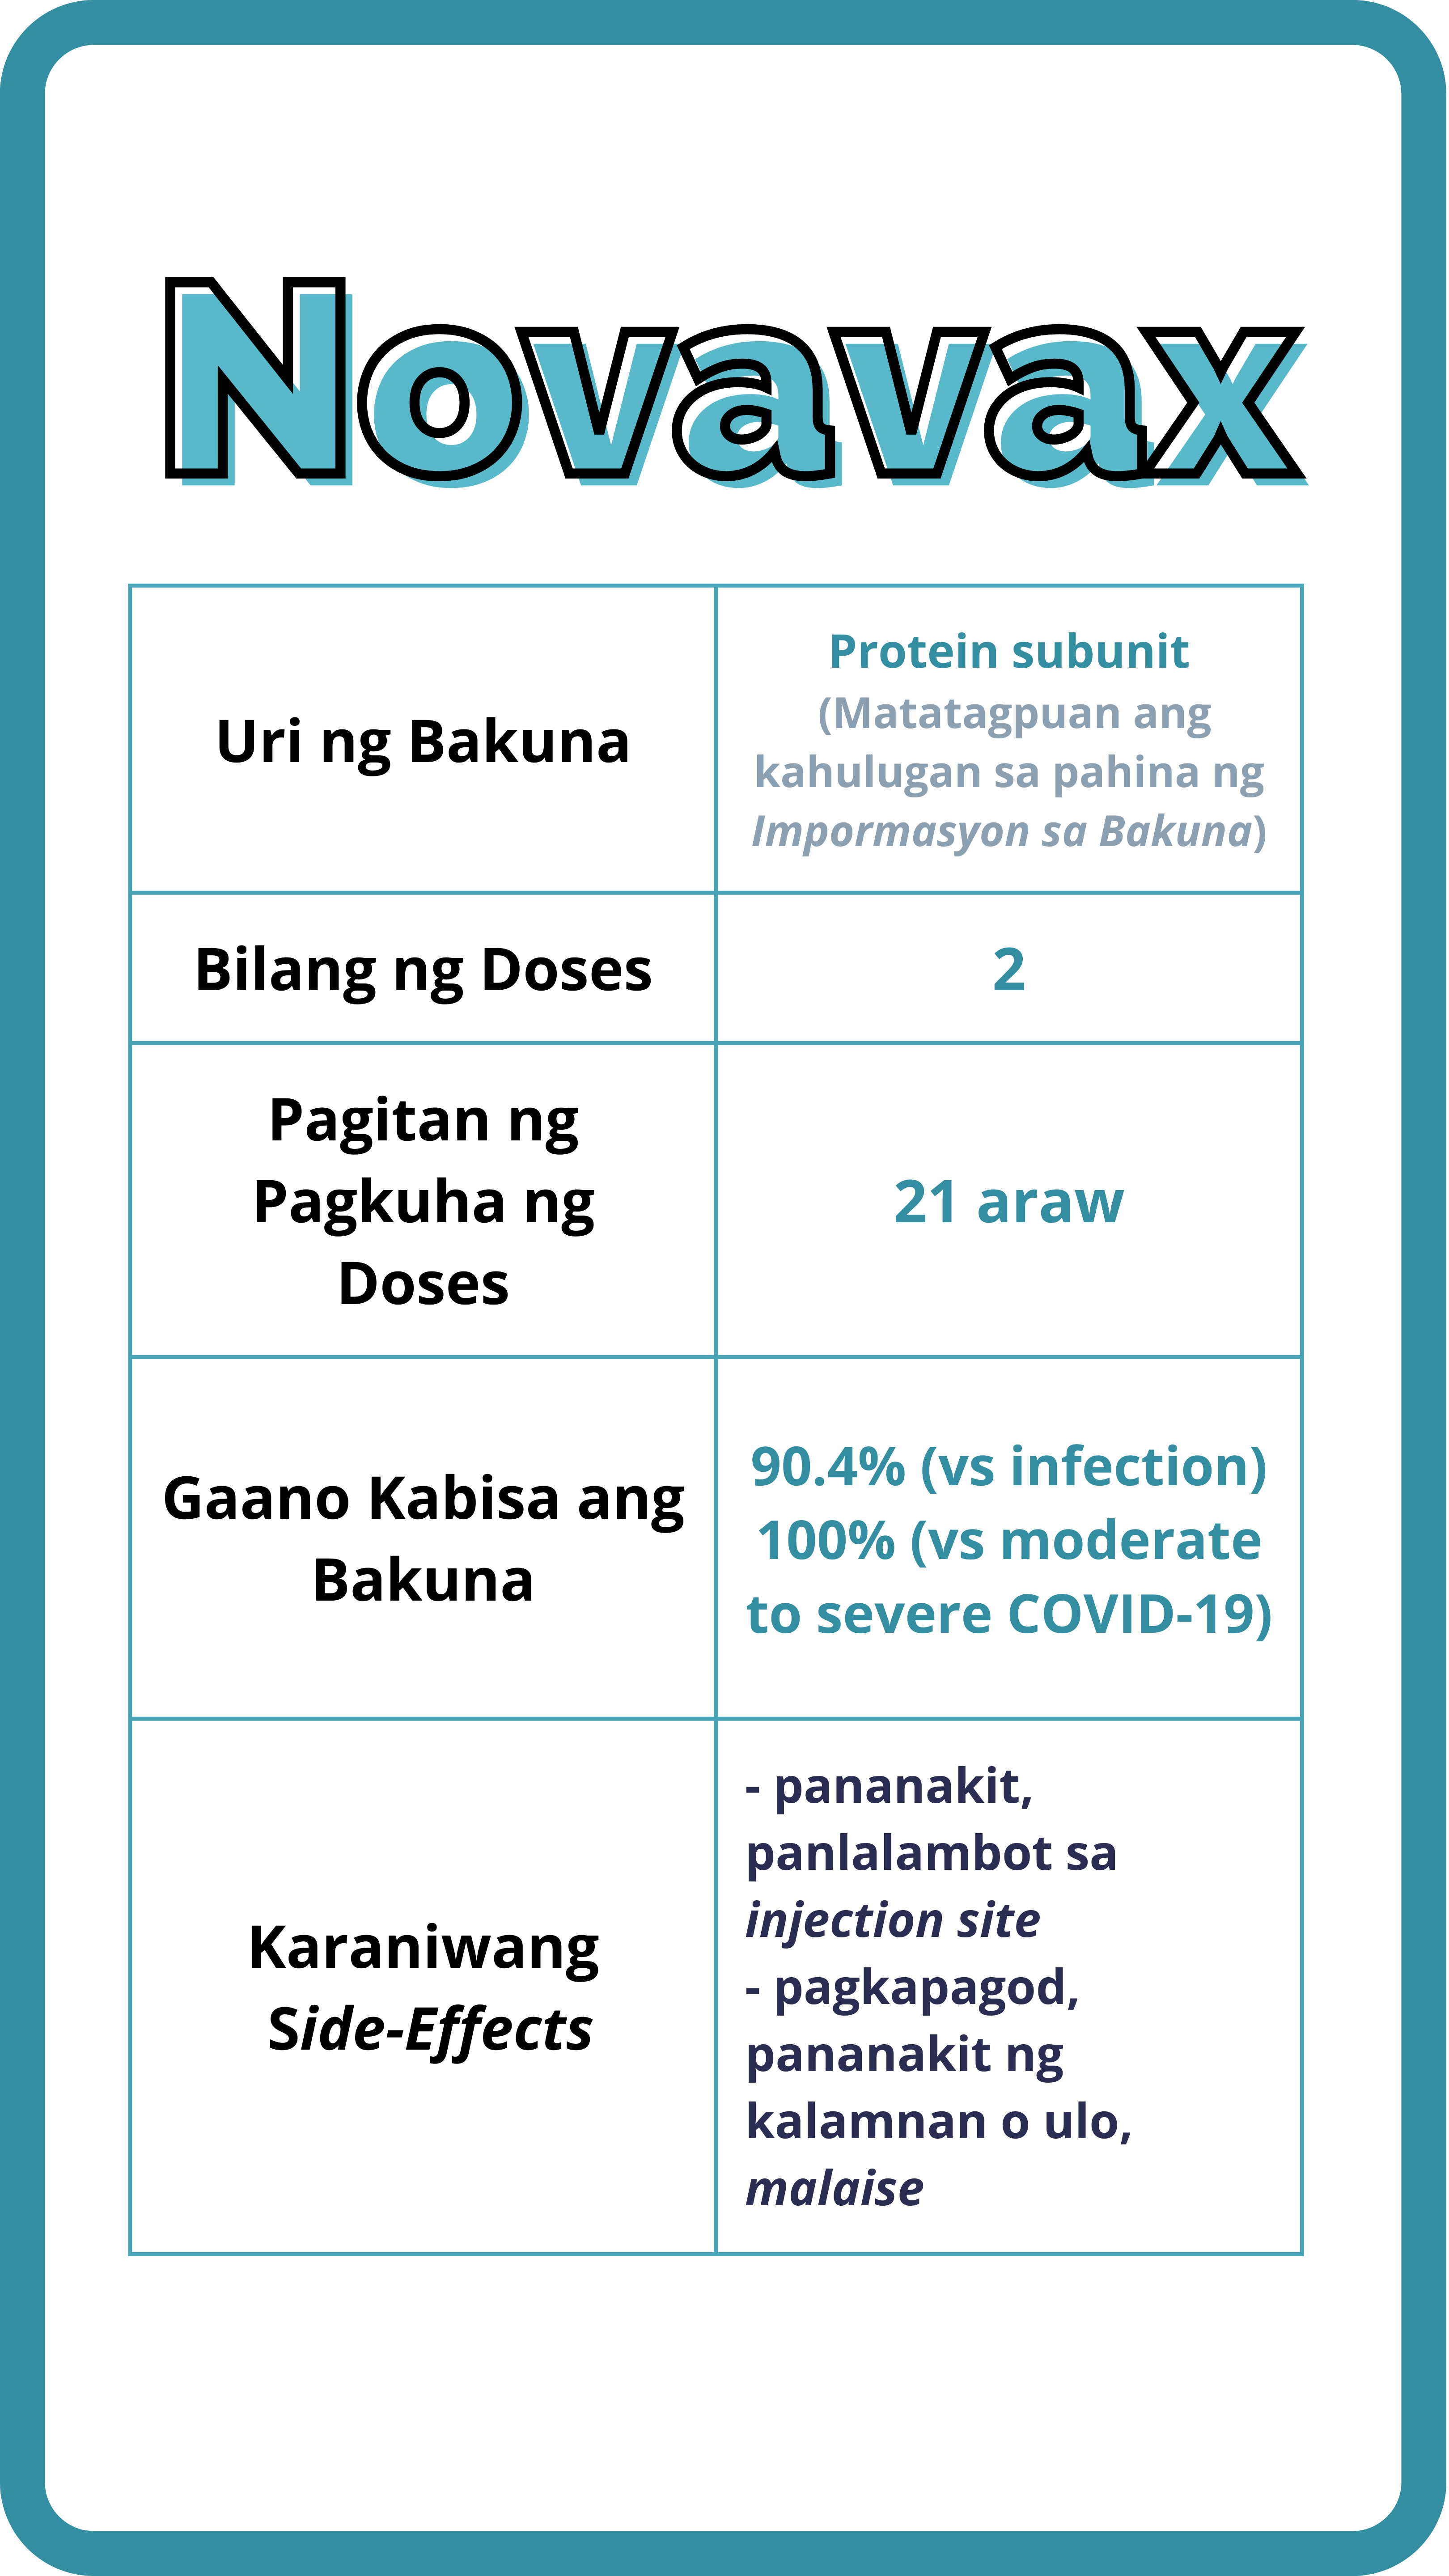 Novavax
Uri ng Bakuna
Protein subunit
(Matatagpuan ang
kahulugan sa pahina ng
Impormasyon sa Bakuna)
Bilang ng Doses
2
Pagitan ng
Pagkuha ng
Doses
21 araw
Gaano Kabisa ang
Bakuna
90.4% (vs infection)
100% (vs moderate
to severe COVID-19)
Karaniwang
Side-Effects
- pananakit,
panlalambot sa
injection site
- pagkapagod,
pananakit ng
kalamnan o ulo,
malaise